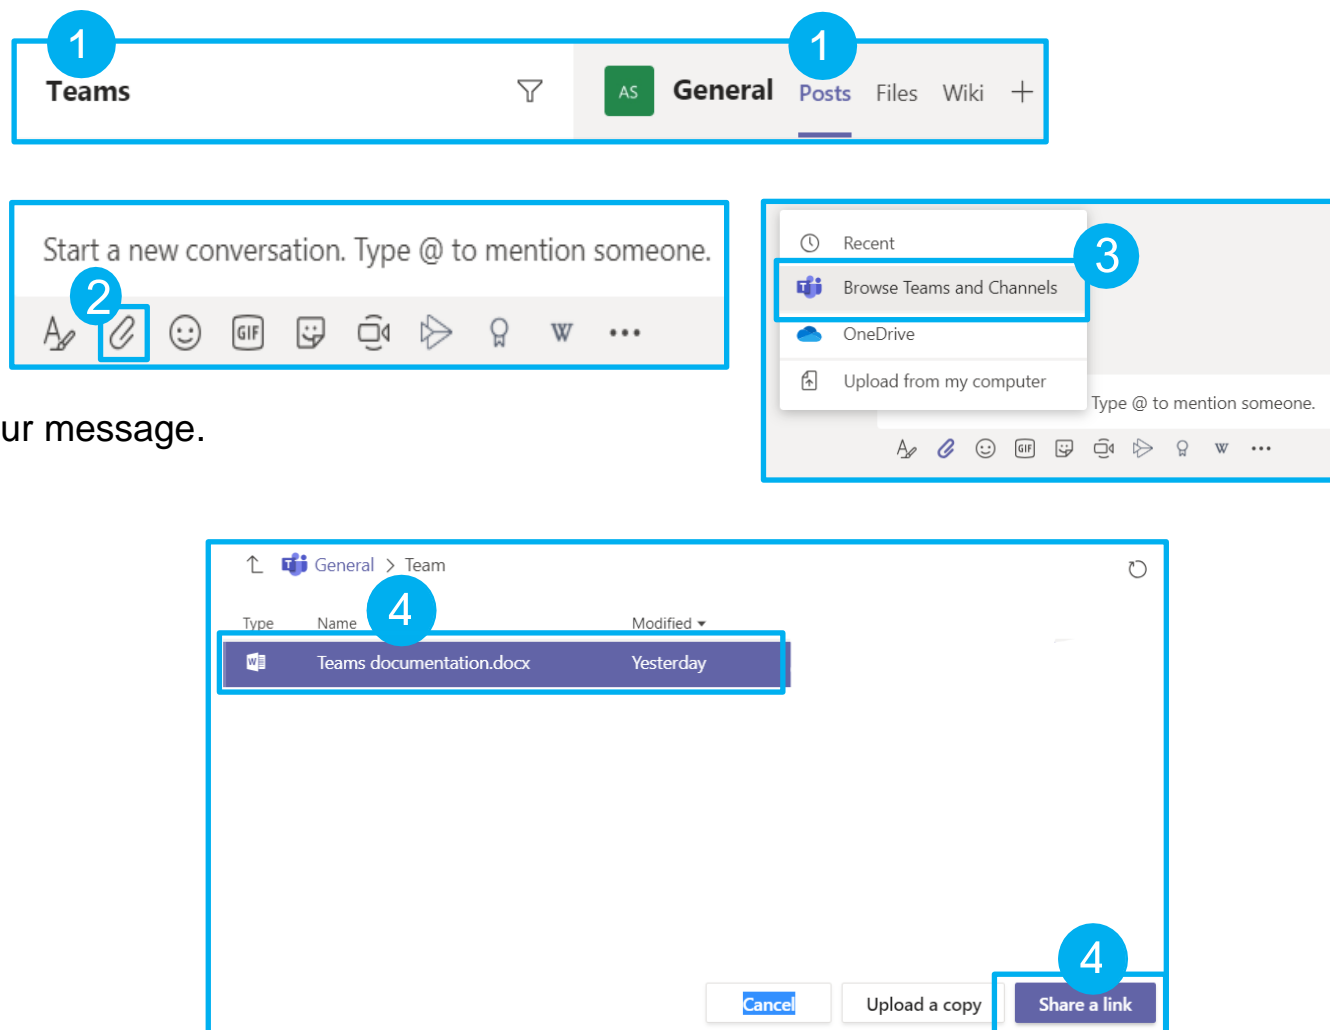 1
1
Teams
AS General Posts Files Wiki
Start a new conversation. Type @ to mention someone.
2
GIF
W
ur message.
Recent
3
Browse Teams and Channels
OneDrive
Upload from my computer
Type @ to mention someone.
GIF
W
General > Team
4
Type Name Modified
Teams documentation.docx Yesterday
4
Cancel Upload a copy Share a link